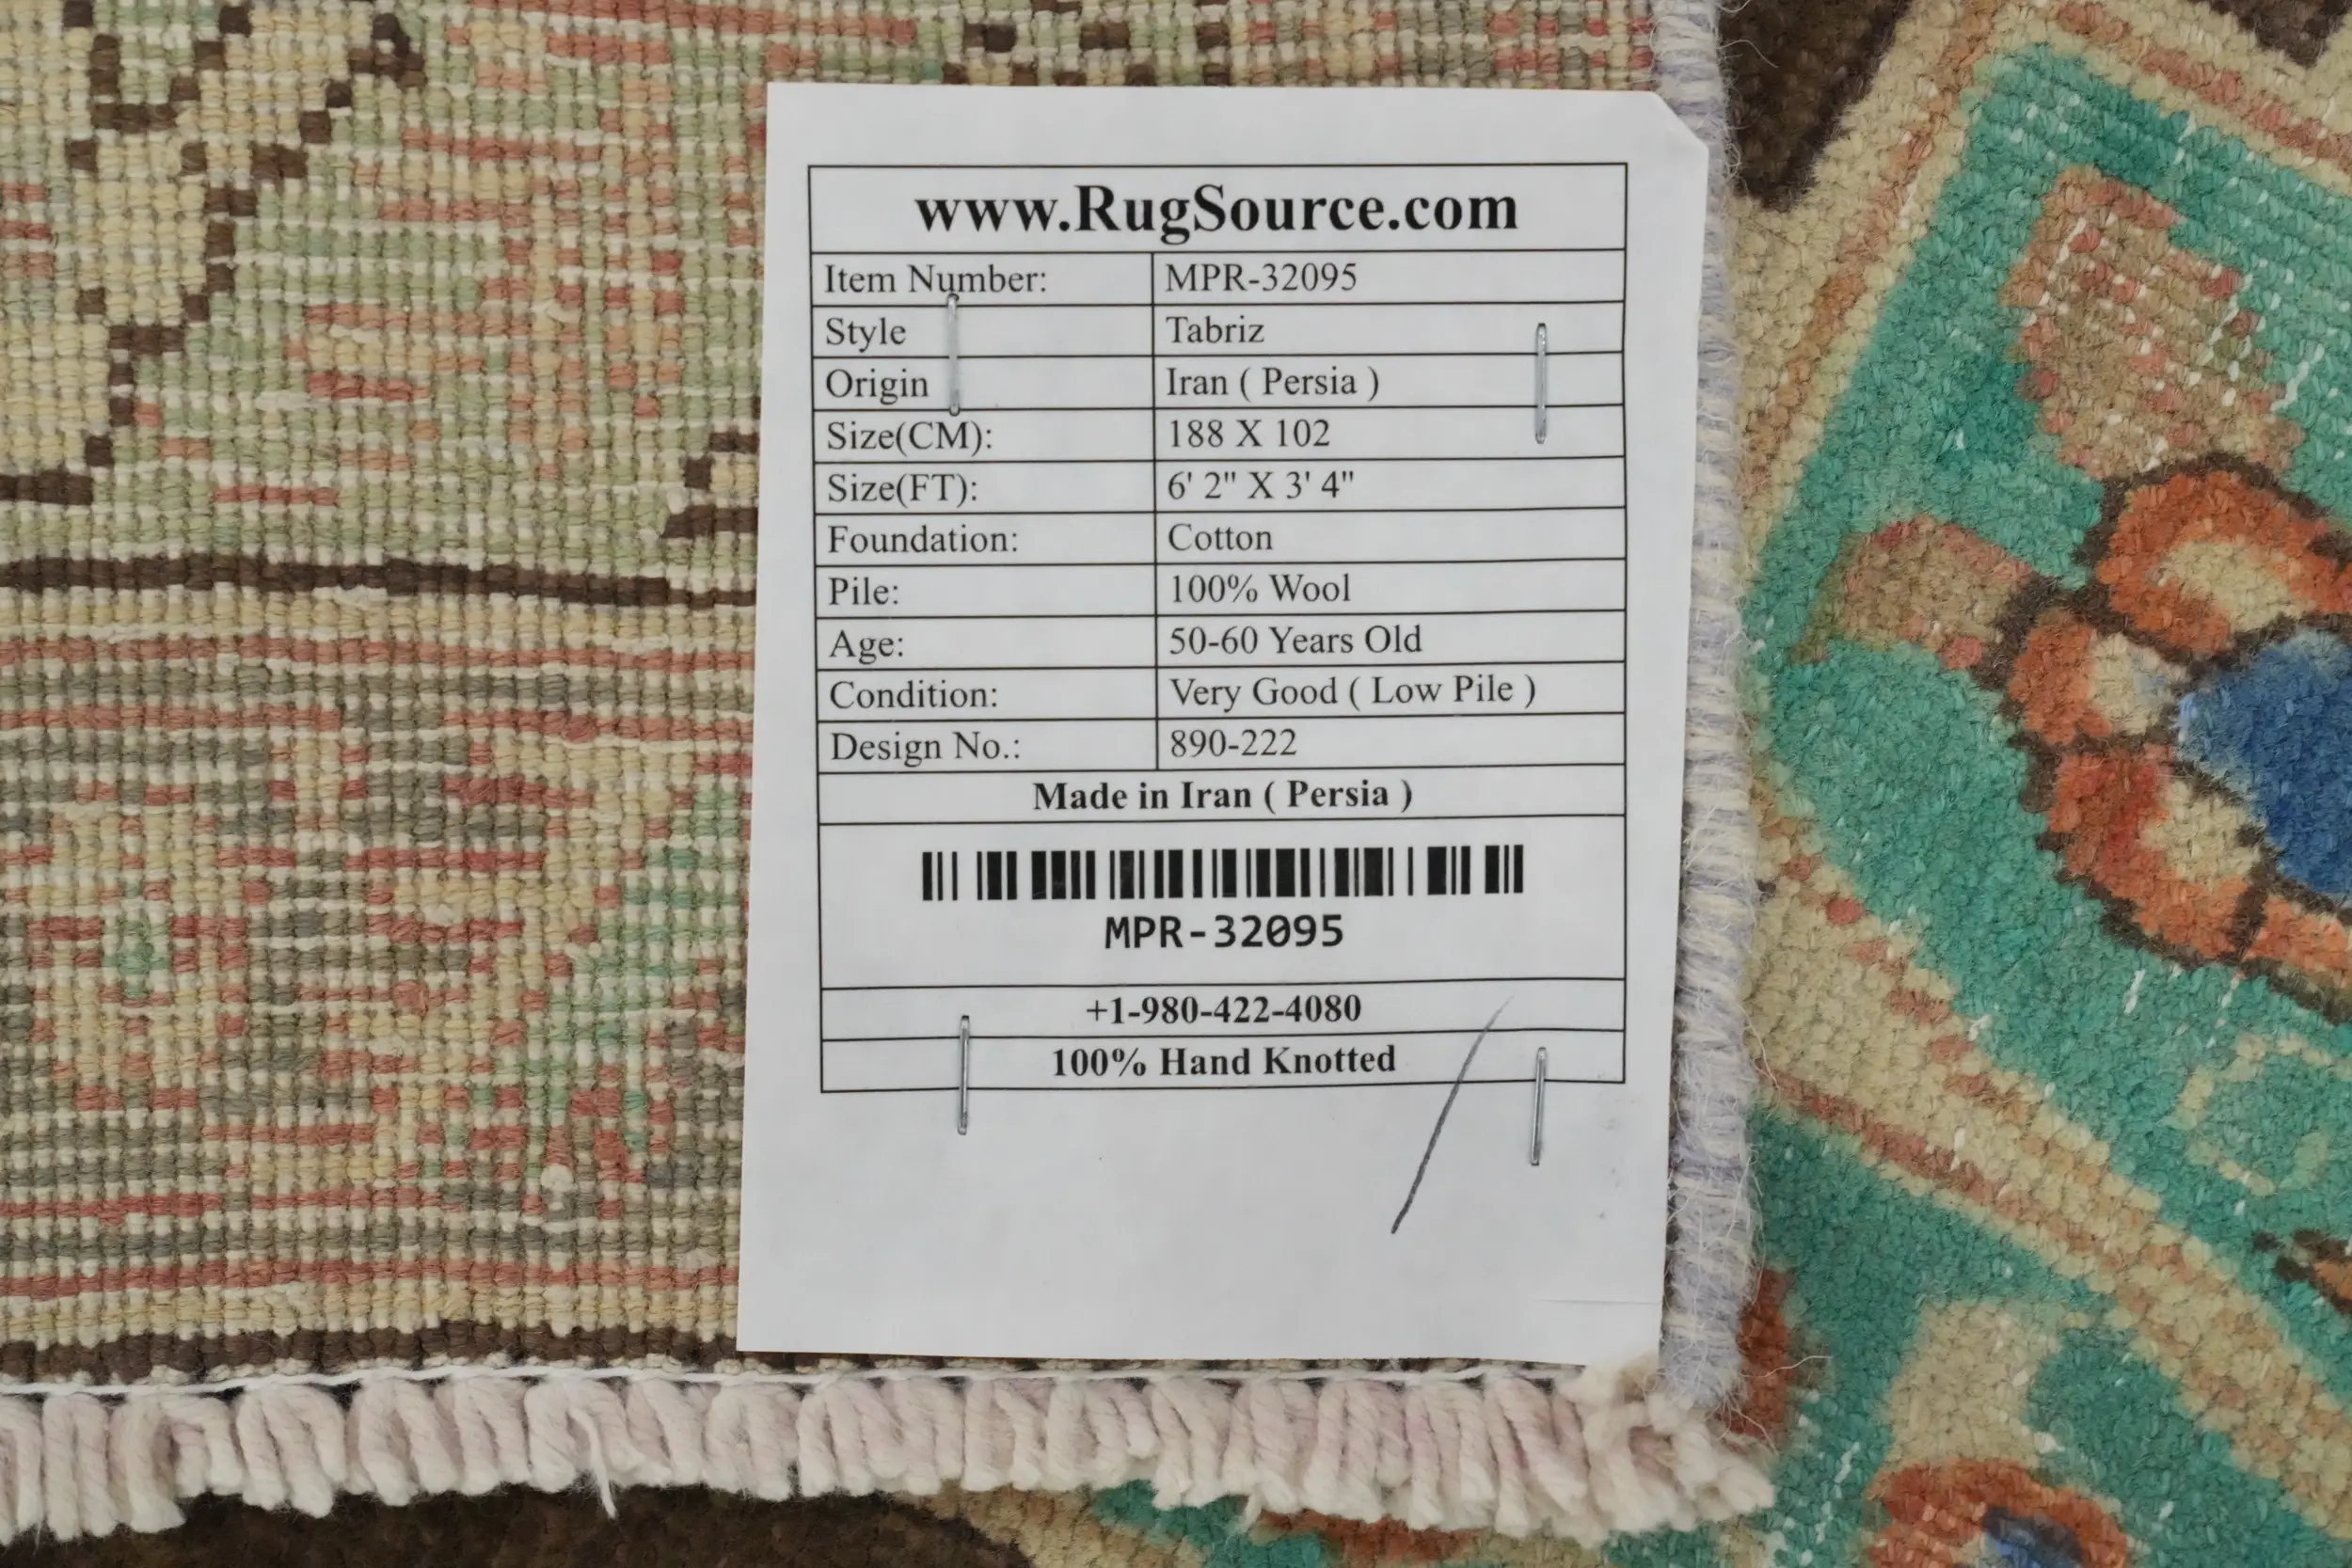 www.RugSource.com
Item Number: MPR-32095
Style Tabriz
Origin Iran ( Persia )
Size(CM): 188 X 102
Size(FT): 6' 2" X 3' 4"
Foundation: Cotton
Pile: 100% Wool
Age: 50-60 Years Old
Condition: Very Good ( Low Pile )
Design No.: 890-222
Made in Iran ( Persia )
MPR-32095
+1-980-422-4080
100% Hand Knotted